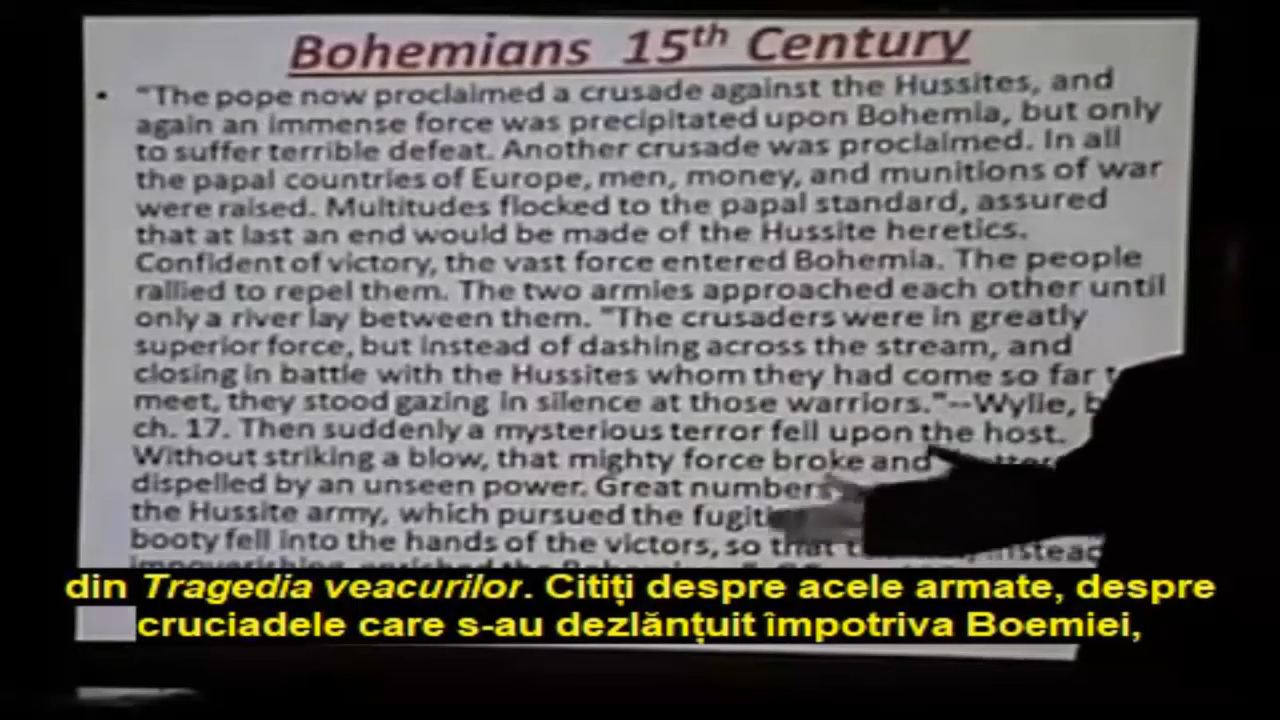 Bohemians 15th Century
• "The pope now proclaimed a crusade against the Hussites, and
again an immense force was precipitated upon Bohemia, but only
to suffer terrible defeat. Another crusade was proclaimed. In all
the papal countries of Europe, men, money, and munitions of war
were raised. Multitudes flocked to the papal standard, assured
that at last an end would be made of the Hussite heretics.
Confident of victory, the vast force entered Bohemia. The people
rallied to repel them. The two armies approached each other until
only a river lay between them. "The crusaders were in greatly
superior force, but instead of dashing across the stream, and
closing in battle with the Hussites whom they had come so far
meet, they stood gazing in silence at those warriors."--Wylie,
ch. 17. Then suddenly a mysterious terror fell upon the host.
Without striking a blow, that mighty force broke and
dispelled by an unseen power. Great numbers
the Hussite army, which pursued the
booty fell into the hands of the victors, so that instead
din Tragedia veacurilor. Citiți despre acele armate, despre
cruciadele care s-au dezlănțuit împotriva Boemiei,